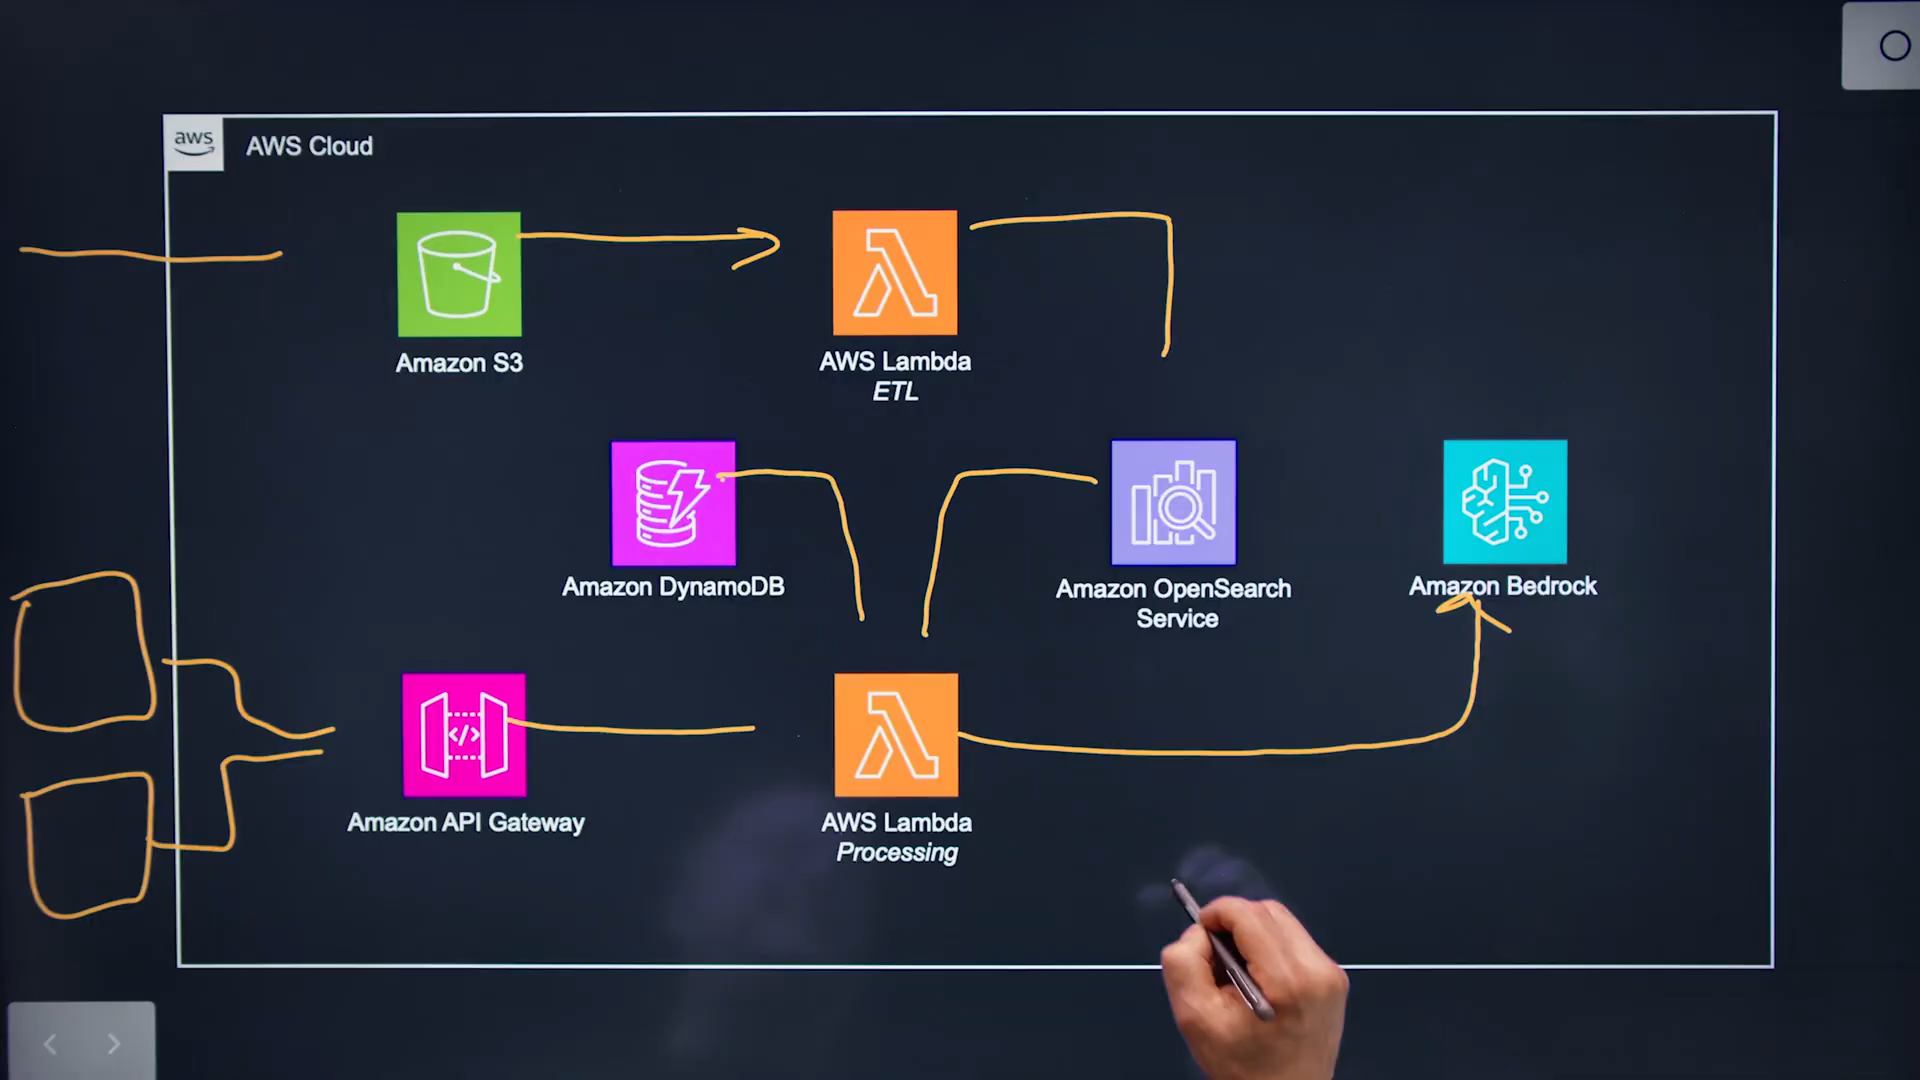 aws
AWS Cloud
Amazon S3
AWS Lambda
ETL
Amazon DynamoDB
Amazon OpenSearch
Service
Amazon Bedrock
</>
Amazon API Gateway
AWS Lambda
Processing